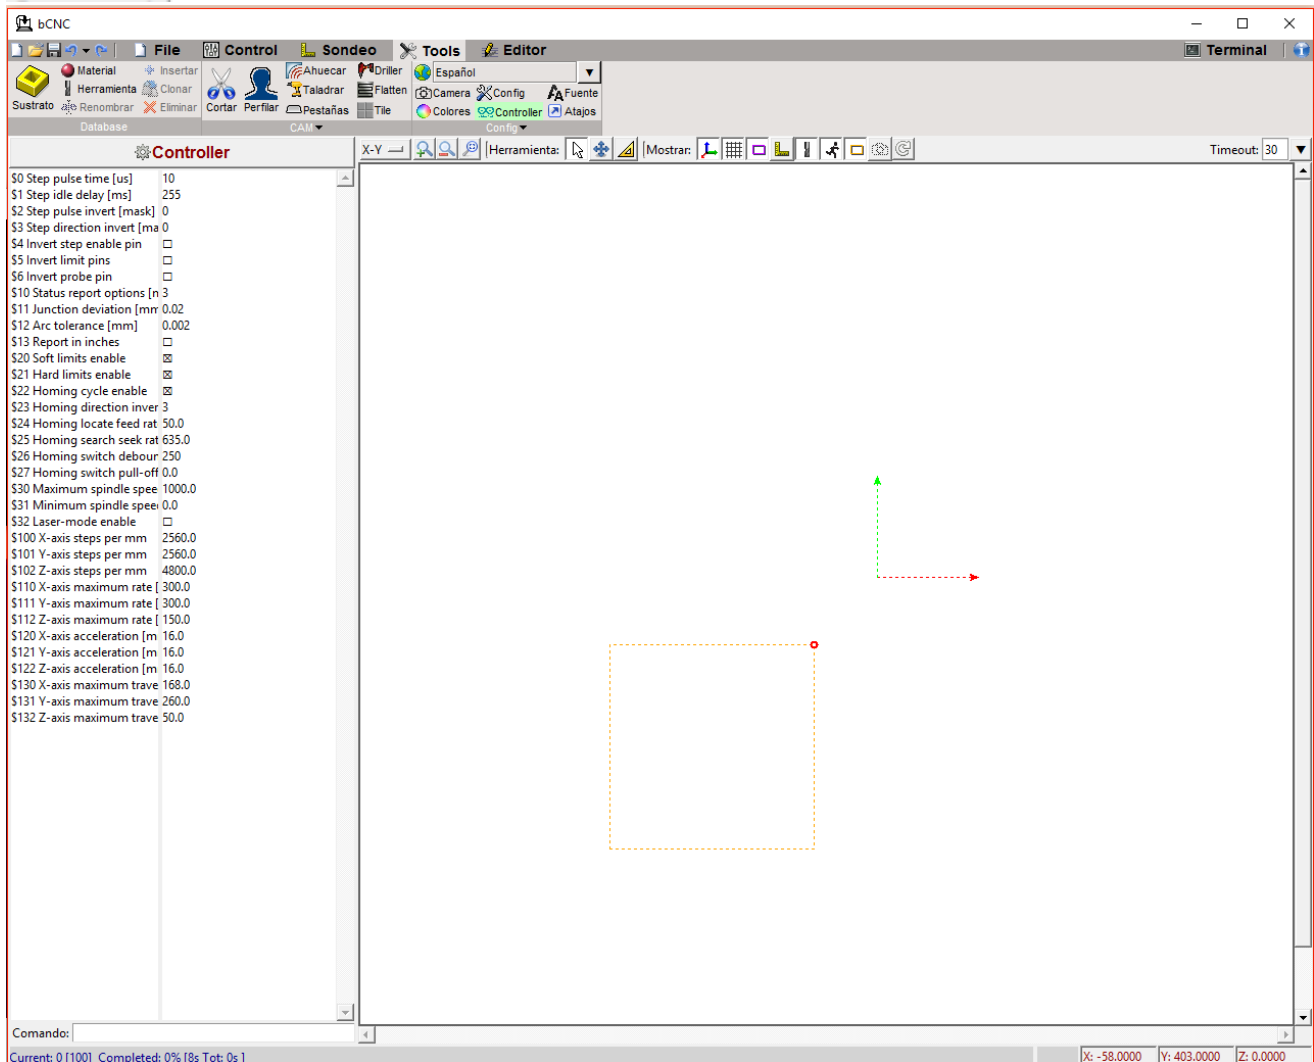 bCNC
File Control Sondeo Tools Editor Terminal
Material Insertar Ahuecar Driller Español
Herramienta Clonar Taladrar Flatten Camera Config Fuente
Sustrato Renombrar Eliminar Cortar Perfilar Pestañas Tile Colores Controller Atajos
Database CAM Config
Controller X-Y Herramienta: Mostrar: Timeout: 30
$0 Step pulse time [us] 10
$1 Step idle delay [ms] 255
$2 Step pulse invert [mask] 0
$3 Step direction invert [ma 0
$4 Invert step enable pin
$5 Invert limit pins
$6 Invert probe pin
$10 Status report options [n 3
$11 Junction deviation [mm 0.02
$12 Arc tolerance [mm] 0.002
$13 Report in inches
$20 Soft limits enable
$21 Hard limits enable
$22 Homing cycle enable
$23 Homing direction inver 3
$24 Homing locate feed rat 50.0
$25 Homing search seek rat 635.0
$26 Homing switch deboun 250
$27 Homing switch pull-off 0.0
$30 Maximum spindle spee 1000.0
$31 Minimum spindle spee 0.0
$32 Laser-mode enable
$100 X-axis steps per mm 2560.0
$101 Y-axis steps per mm 2560.0
$102 Z-axis steps per mm 4800.0
$110 X-axis maximum rate [ 300.0
$111 Y-axis maximum rate [ 300.0
$112 Z-axis maximum rate [ 150.0
$120 X-axis acceleration [m 16.0
$121 Y-axis acceleration [m 16.0
$122 Z-axis acceleration [m 16.0
$130 X-axis maximum trave 168.0
$131 Y-axis maximum trave 260.0
$132 Z-axis maximum trave 50.0
Comando:
Current: 0 [100] Completed: 0% [8s Tot: 0s ] X: -58.0000 Y: 403.0000 Z: 0.0000